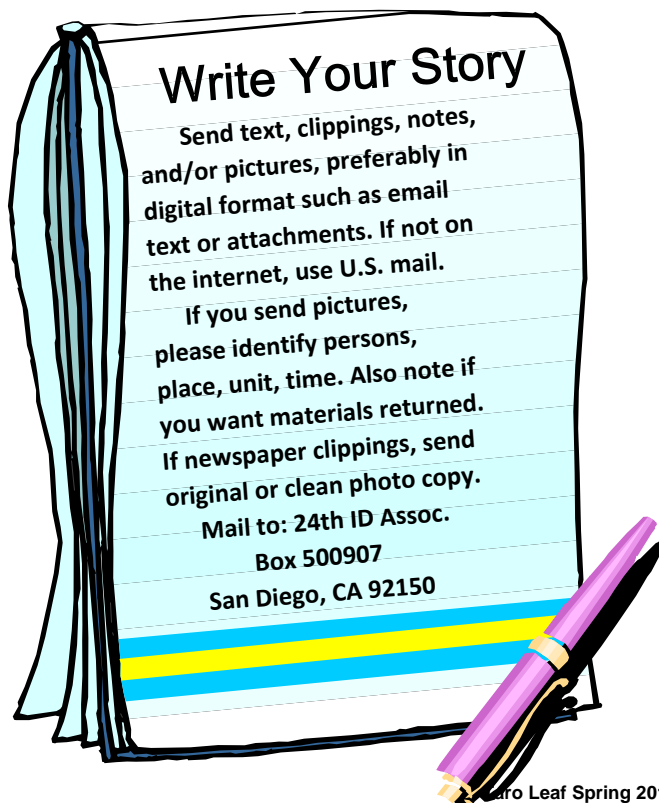 Write Your Story
Send text, clippings, notes,
and/or pictures, preferably in
digital format such as email
text or attachments. If not on
the internet, use U.S. mail.
If you send pictures,
please identify persons,
place, unit, time. Also note if
you want materials returned.
If newspaper clippings, send
original or clean photo copy.
Mail to: 24th ID Assoc.
Box 500907
San Diego, CA 92150
Leaf Spring